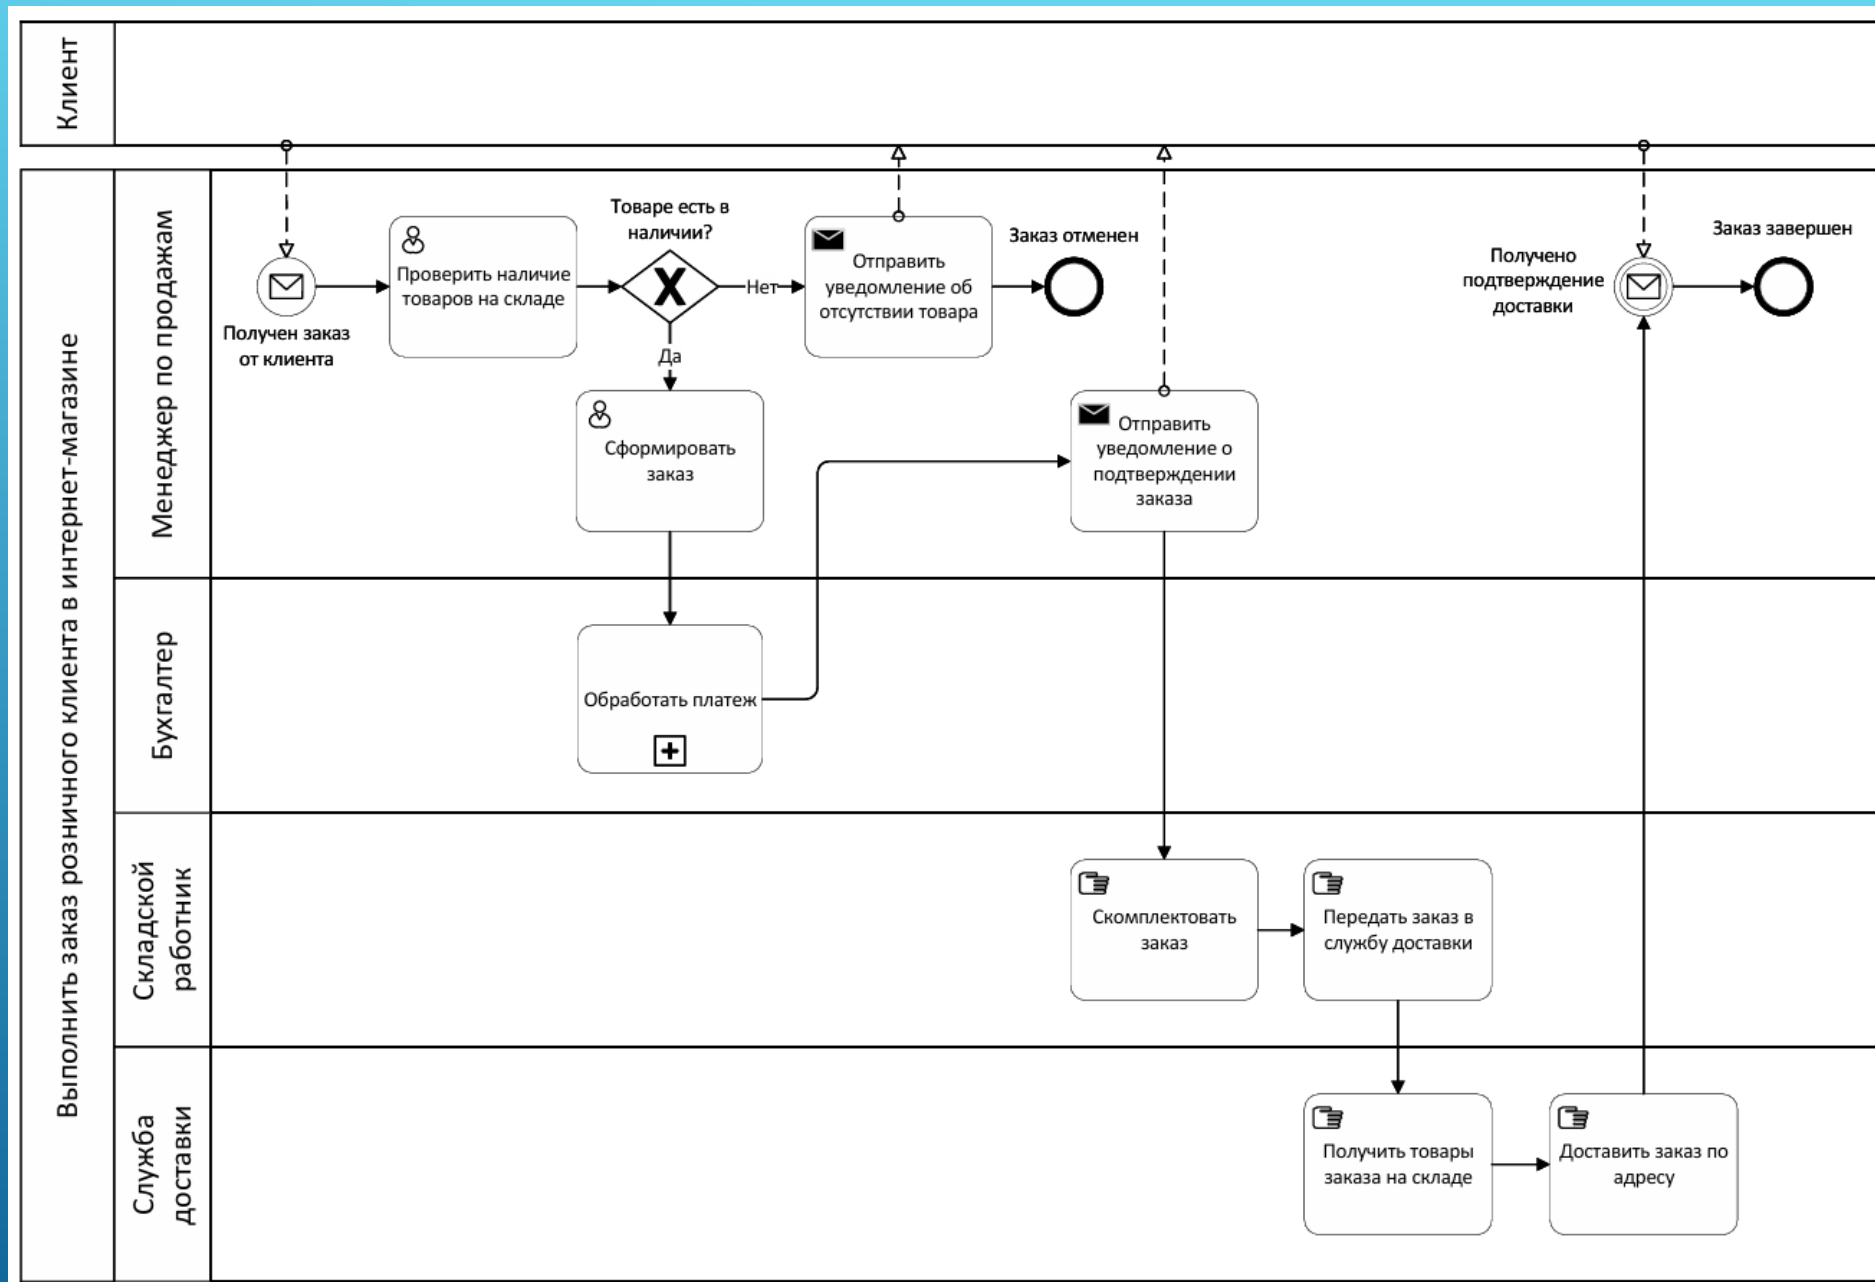 Клиент
Выполнить заказ розничного клиента в интернет-магазине
Менеджер по продажам
Получен заказ
от клиента
Проверить наличие
товаров на складе
Товаре есть в
наличии?
Нет
Да
Отправить
уведомление об
отсутствии товара
Заказ отменен
Сформировать
заказ
Отправить
уведомление о
подтверждении
заказа
Получено
подтверждение
доставки
Заказ завершен
Бухгалтер
Обработать платеж
Складской
работник
Скомплектовать
заказ
Передать заказ в
службу доставки
Служба
доставки
Получить товары
заказа на складе
Доставить заказ по
адресу